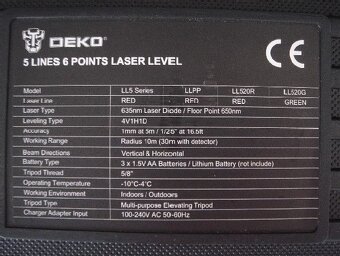 DEKO
CE
5 LINES 6 POINTS LASER LEVEL
Model LL5 Series LLPP LL520R LL520G
Laser Line RED RED RED GREEN
Laser Type 635nm Laser Diode / Floor Point 650nm
Leveling Type 4V1H1D
Accuracy 1mm at 5m / 1/25" at 16.5ft
Working Range Radius 10m (30m with detector)
Beam Directions Vertical & Horizontal
Battery Type 3 x 1.5V AA Batteries / Lithium Battery (not include)
Tripod Thread 5/8"
Operating Temperature -10°C-4°C
Working Environment Indoors / Outdoors
Tripod Type Multi-purpose Elevating Tripod
Charger Adapter Input 100-240V AC 50-60Hz